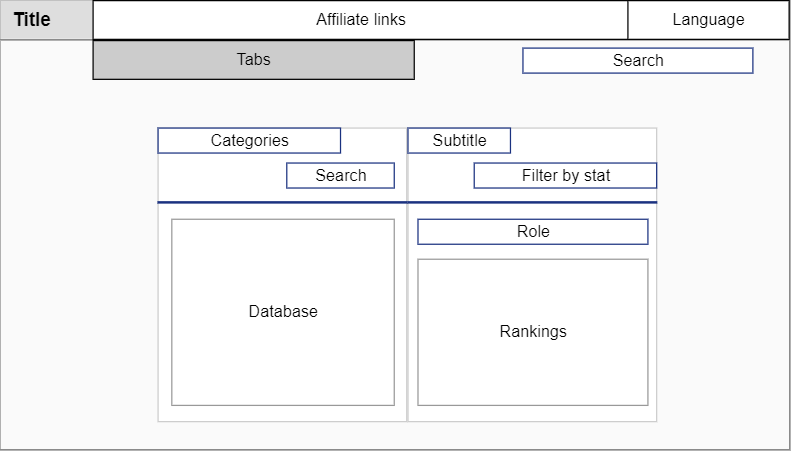 Title
Affiliate links
Language
Tabs
Search
Categories
Subtitle
Search
Filter by stat
Role
Database
Rankings